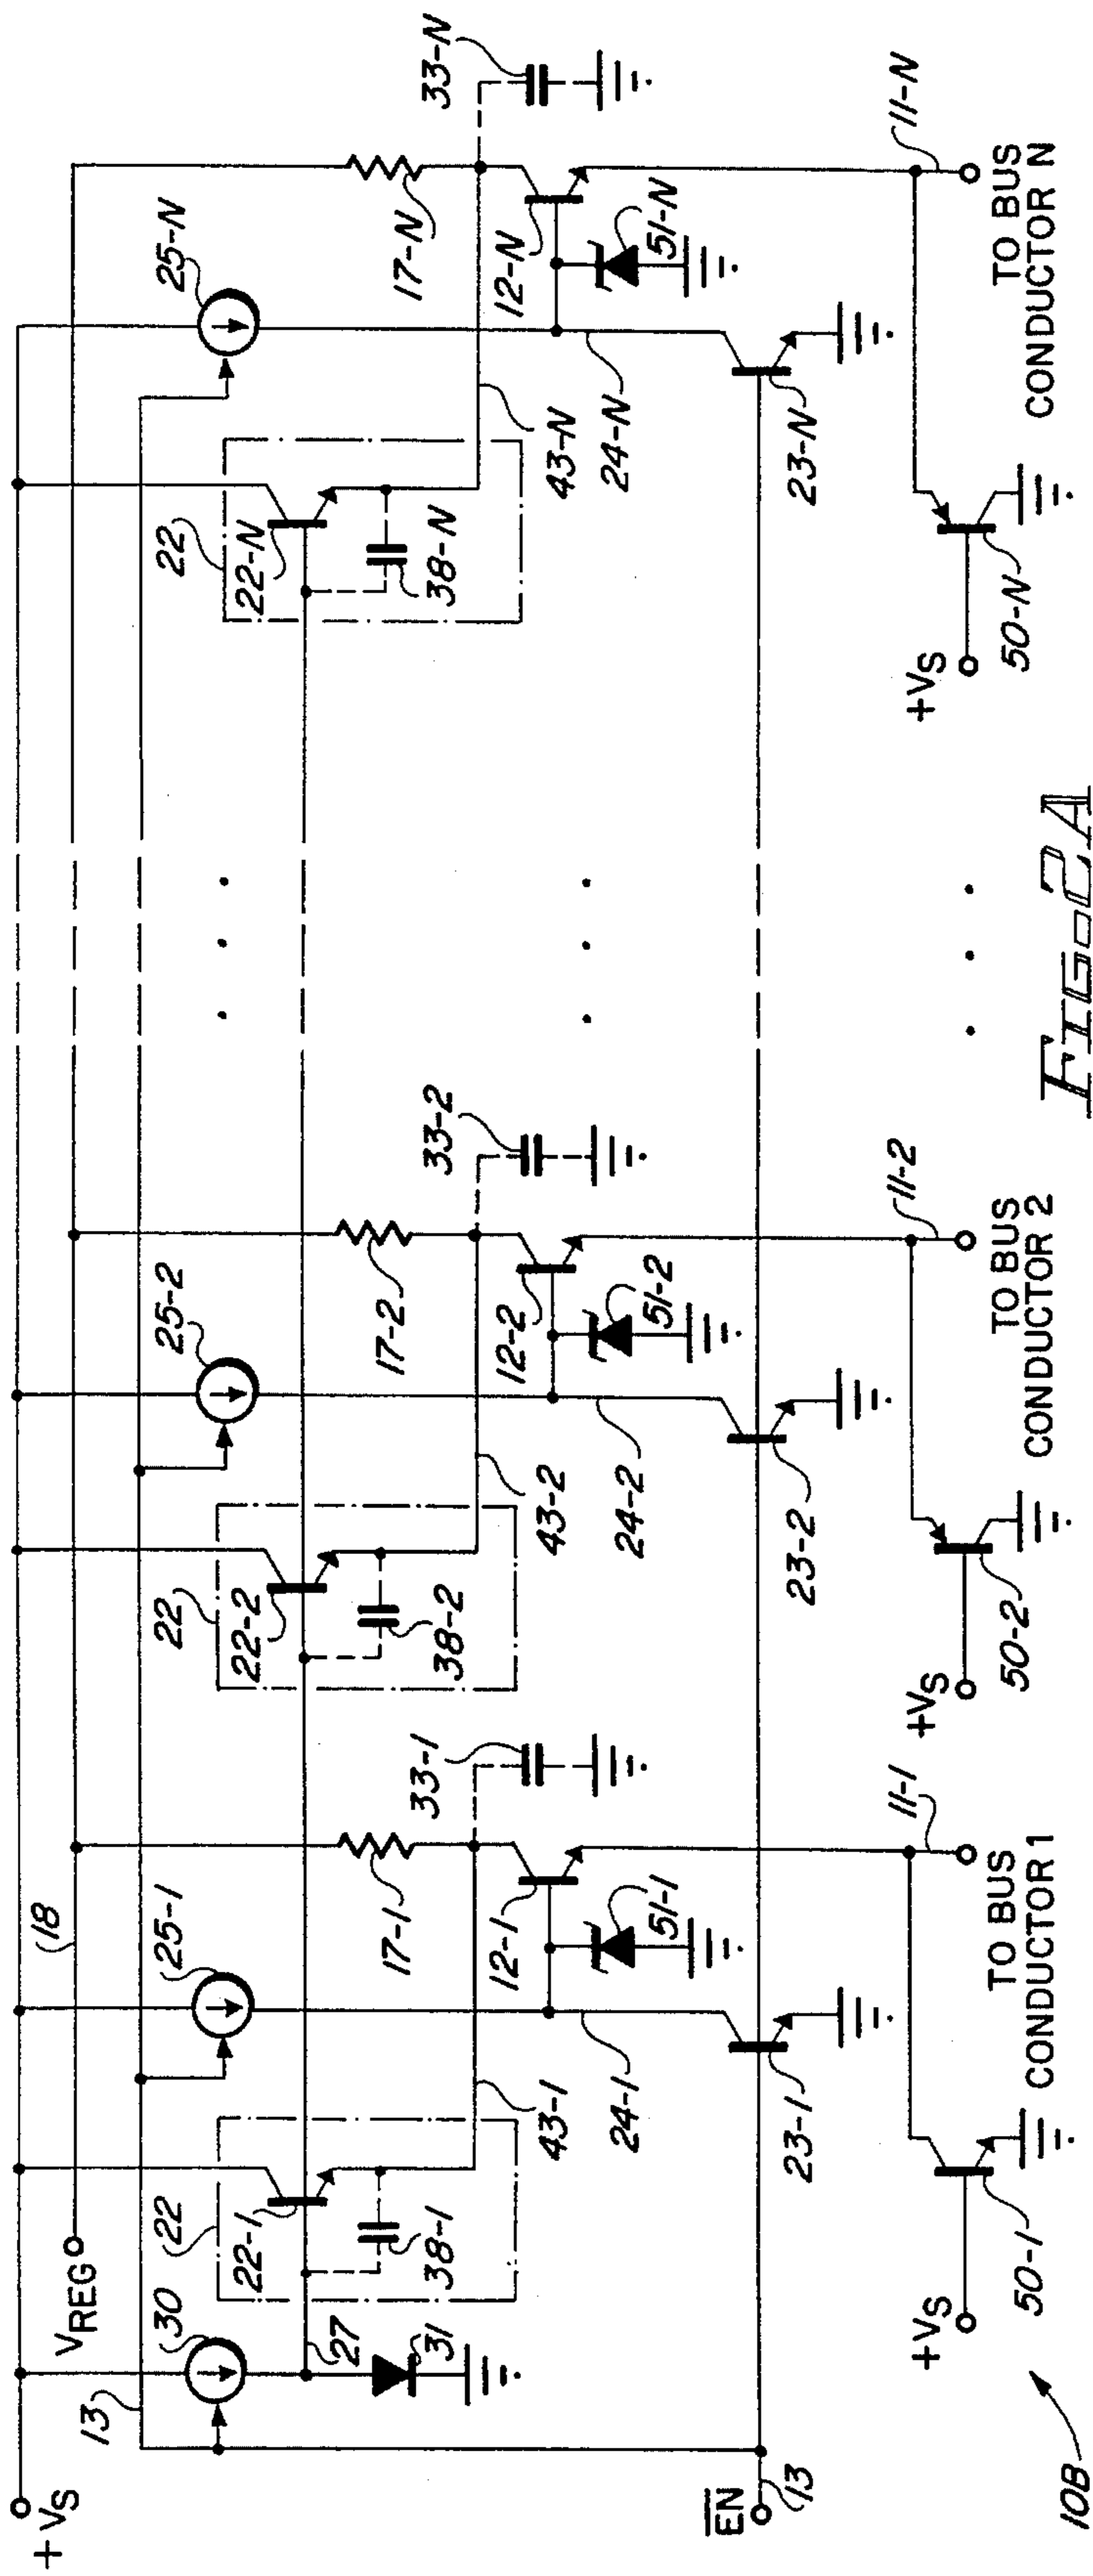 +VS
VREG
18
13
30
27
31
22
22-1
38-1
25-1
43-1
24-1
17-1
33-1
12-1
51-1
23-1
+VS
50-1
11-1
TO BUS
CONDUCTOR 1
22
22-2
38-2
25-2
43-2
24-2
17-2
33-2
12-2
51-2
23-2
+VS
50-2
11-2
TO BUS
CONDUCTOR 2
22
22-N
38-N
25-N
43-N
24-N
17-N
33-N
12-N
51-N
23-N
+VS
50-N
11-N
TO BUS
CONDUCTOR N
EN
13
10B
FIG-2A